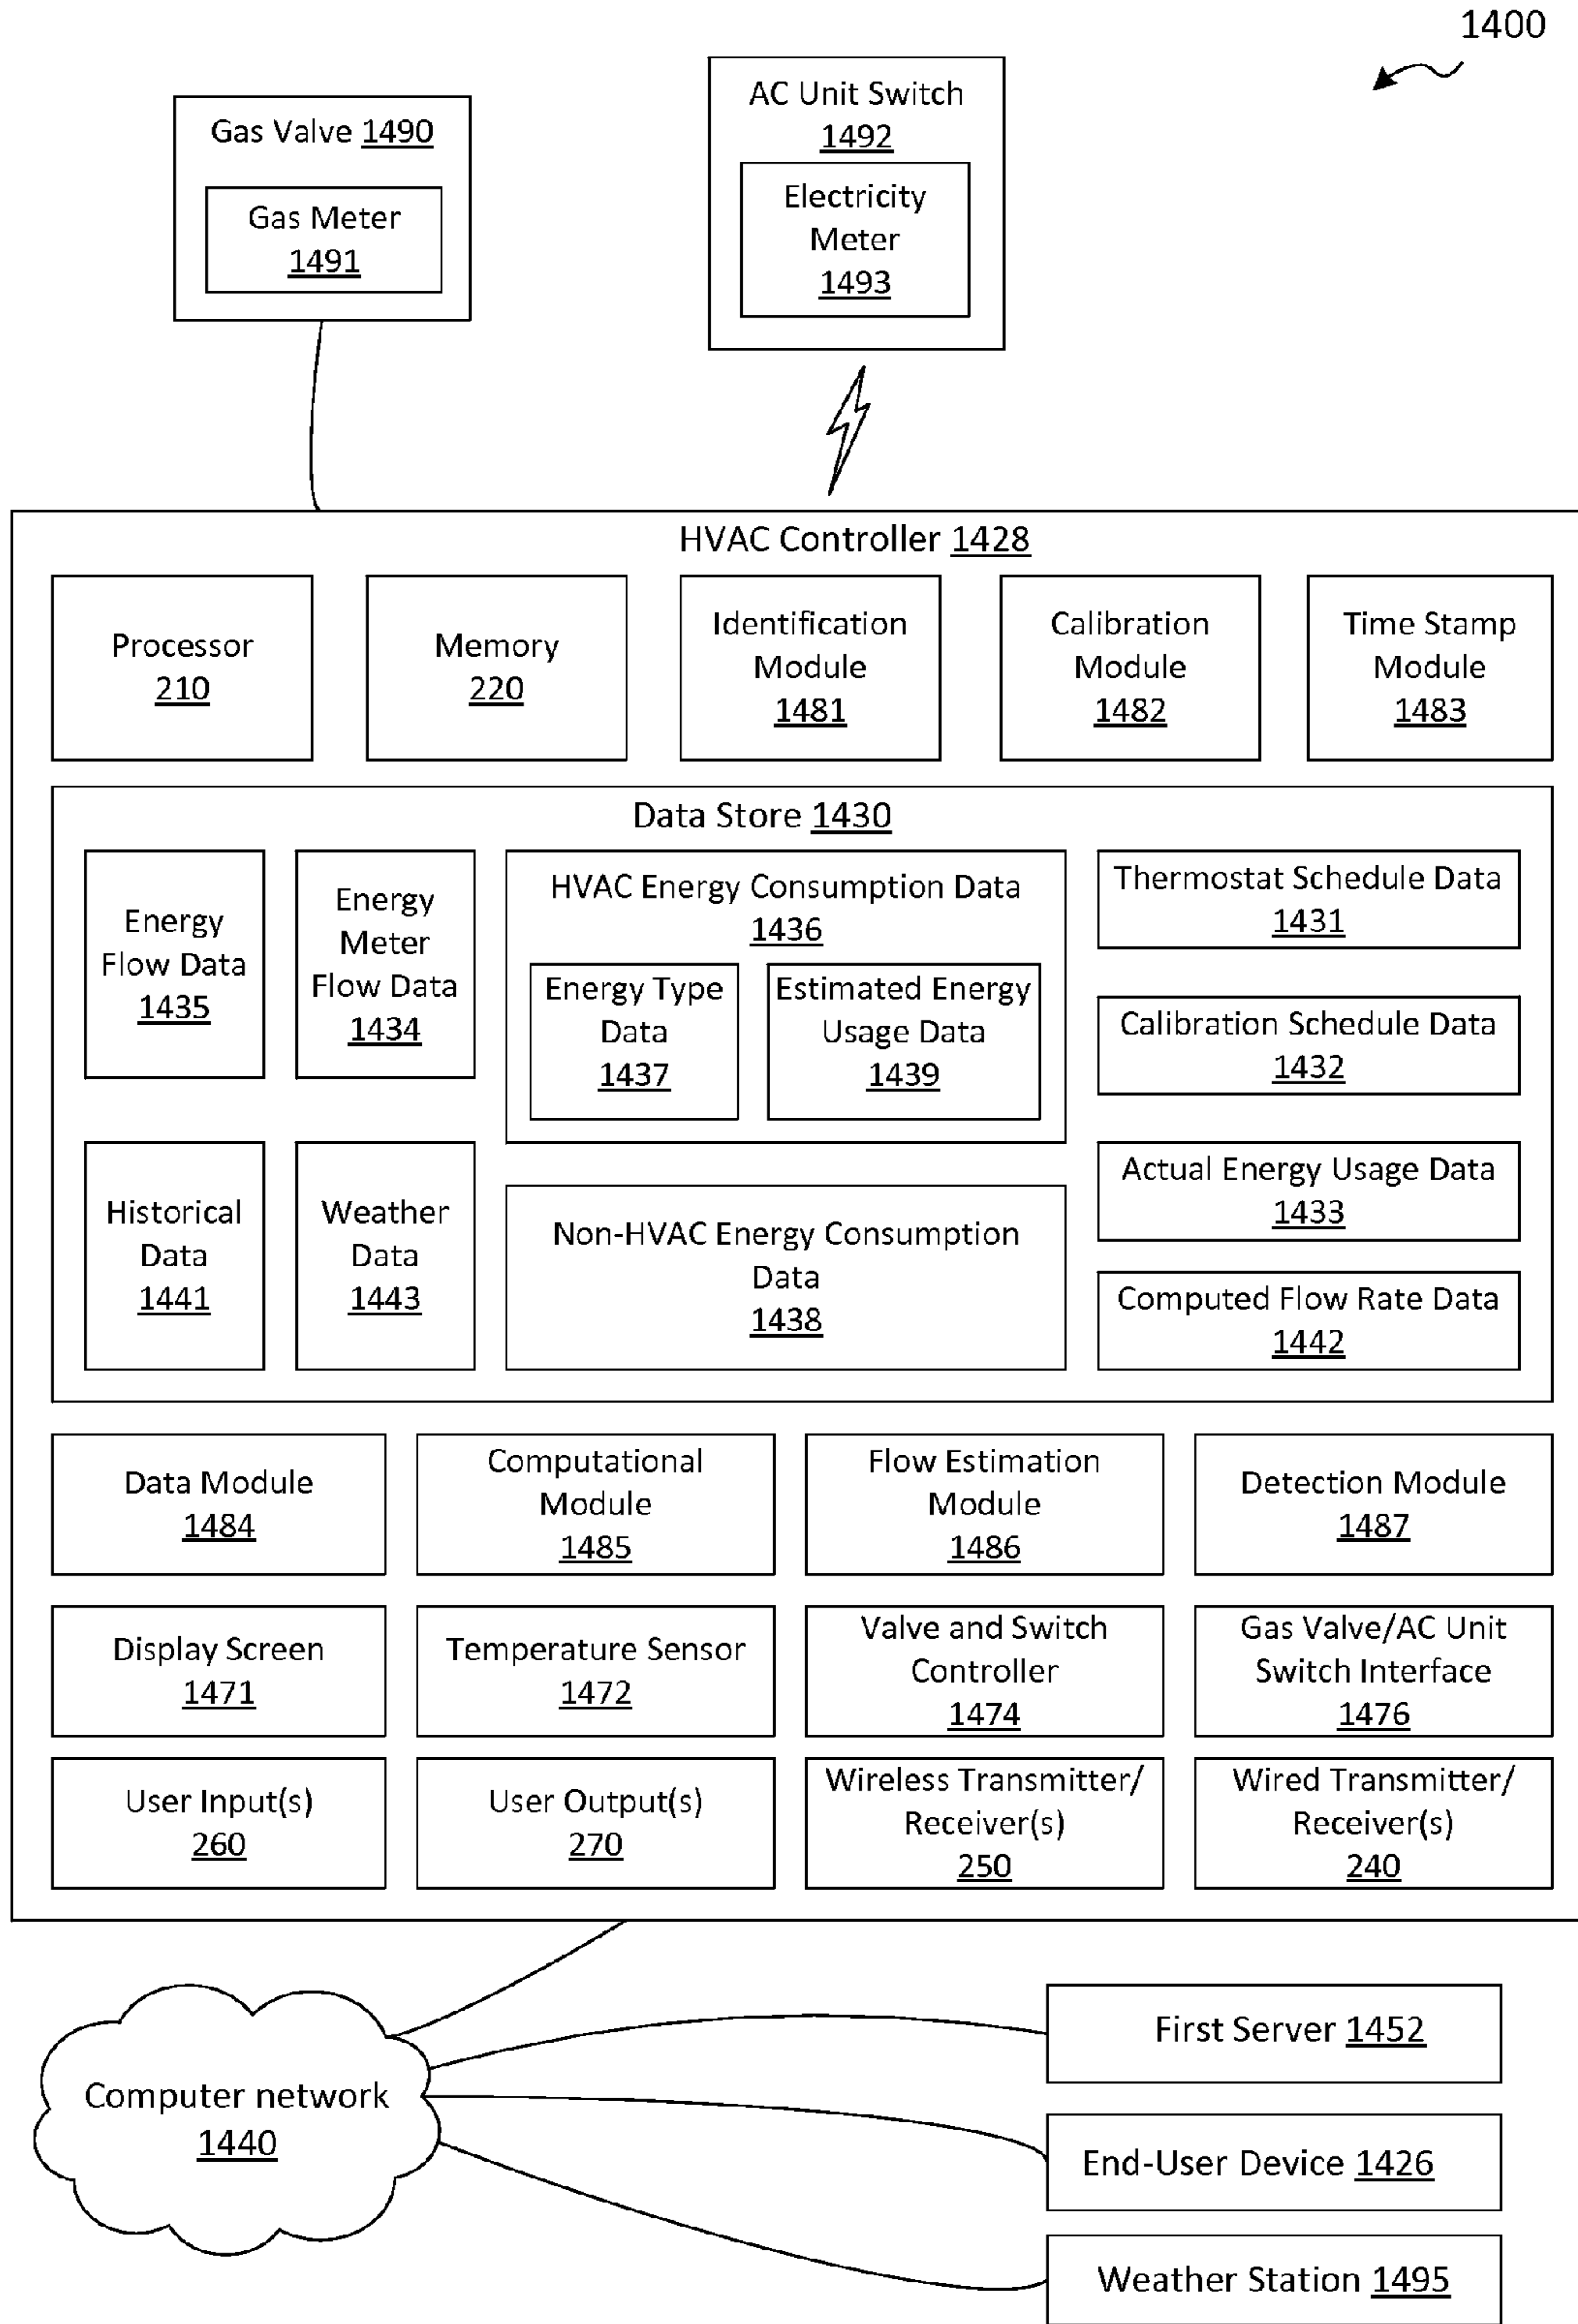 1400
Gas Valve 1490
Gas Meter
1491
AC Unit Switch
1492
Electricity
Meter
1493
HVAC Controller 1428
Processor
210
Memory
220
Identification
Module
1481
Calibration
Module
1482
Time Stamp
Module
1483
Data Store 1430
Energy
Flow Data
1435
Energy
Meter
Flow Data
1434
HVAC Energy Consumption Data
1436
Energy Type
Data
1437
Estimated Energy
Usage Data
1439
Thermostat Schedule Data
1431
Calibration Schedule Data
1432
Historical
Data
1441
Weather
Data
1443
Non-HVAC Energy Consumption
Data
1438
Actual Energy Usage Data
1433
Computed Flow Rate Data
1442
Data Module
1484
Computational
Module
1485
Flow Estimation
Module
1486
Detection Module
1487
Display Screen
1471
Temperature Sensor
1472
Valve and Switch
Controller
1474
Gas Valve/AC Unit
Switch Interface
1476
User Input(s)
260
User Output(s)
270
Wireless Transmitter/
Receiver(s)
250
Wired Transmitter/
Receiver(s)
240
Computer network
1440
First Server 1452
End-User Device 1426
Weather Station 1495